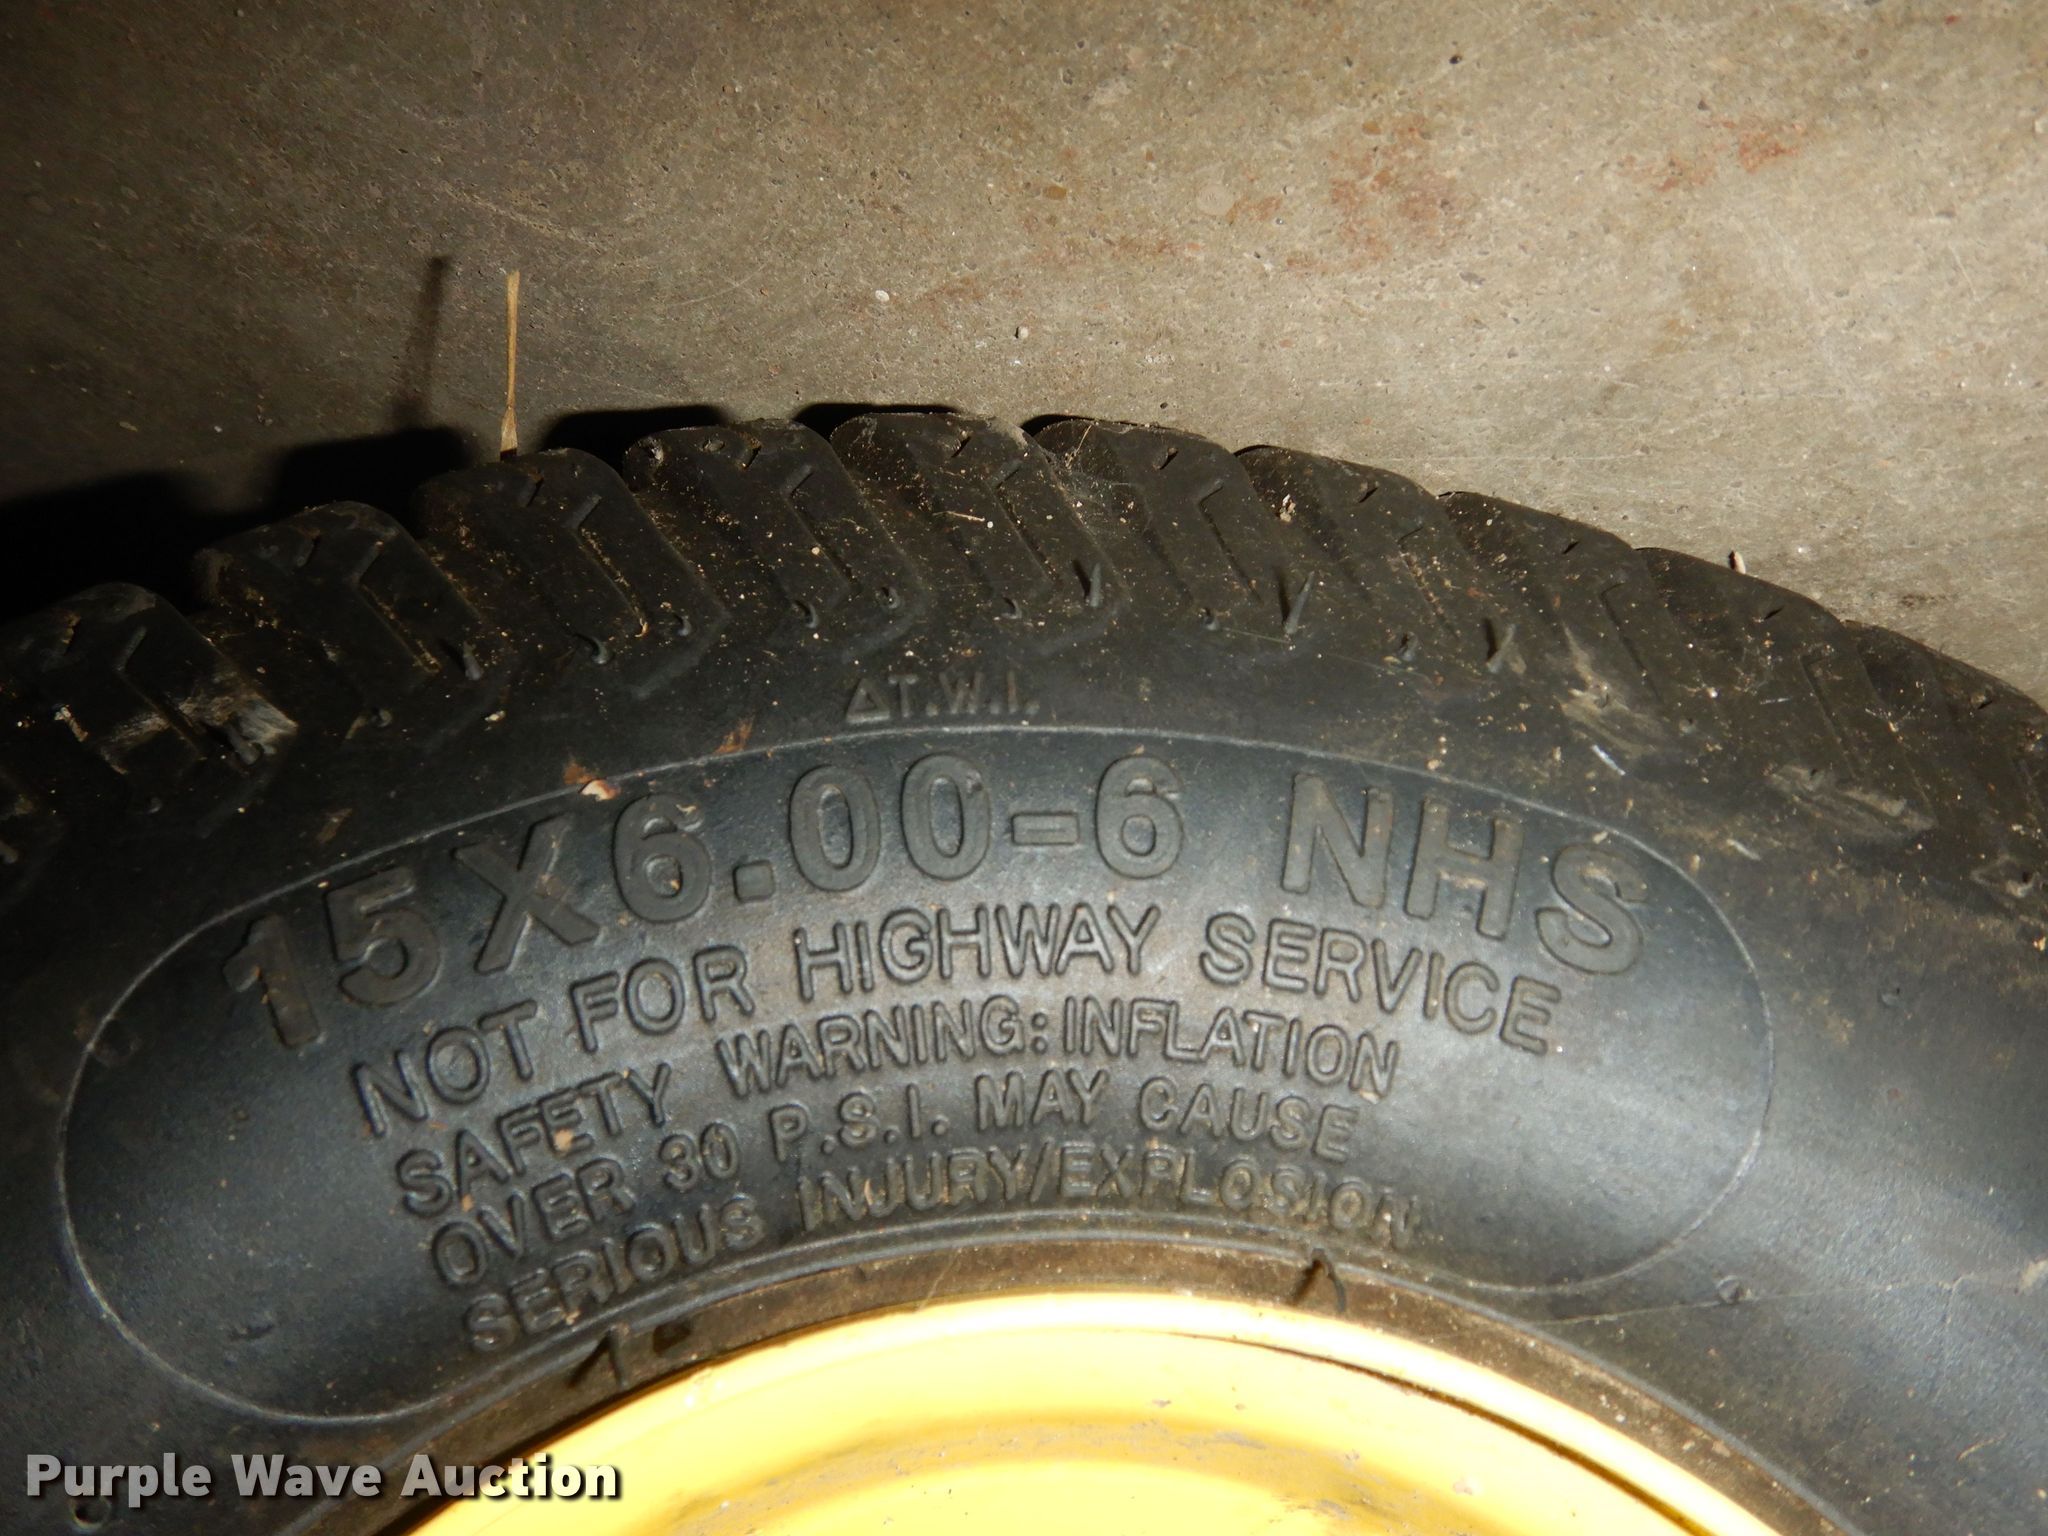 ΔT.W.I.
15X6.00-6 NHS
NOT FOR HIGHWAY SERVICE
SAFETY WARNING: INFLATION
OVER 30 P.S.I. MAY CAUSE
SERIOUS INJURY/EXPLOSION
Purple Wave Auction